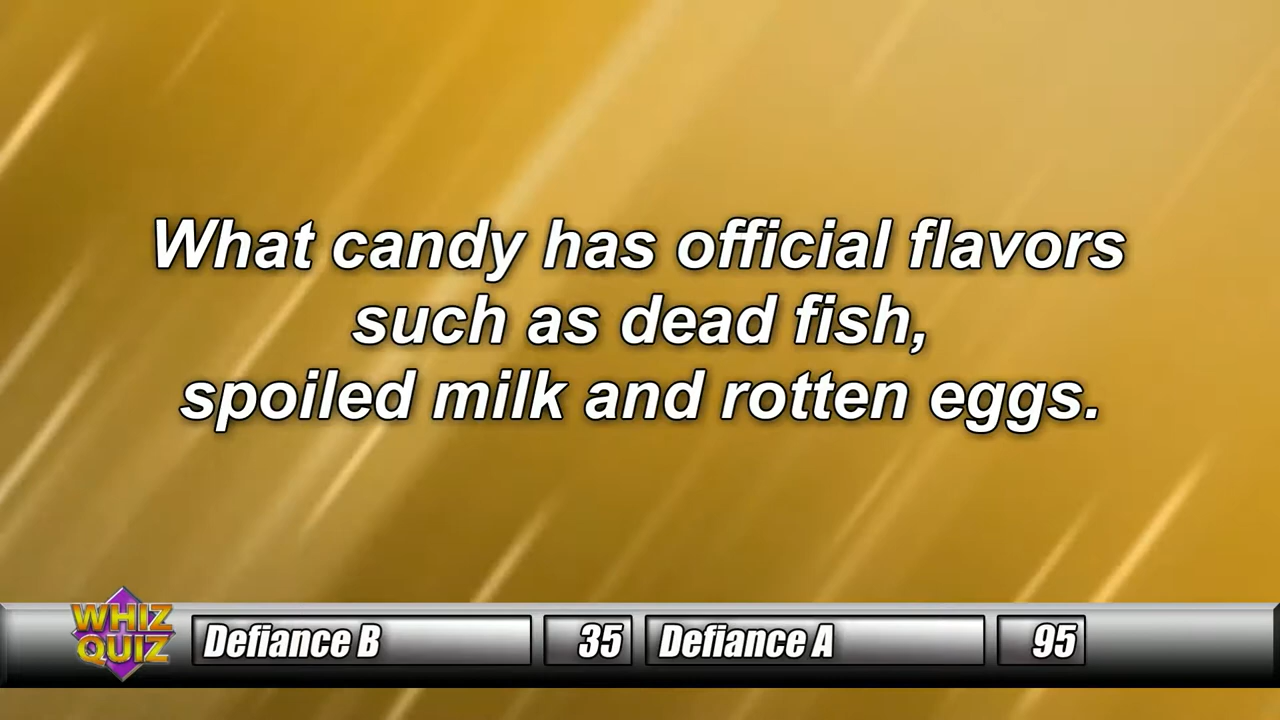 What candy has official flavors
such as dead fish,
spoiled milk and rotten eggs.
WHIZ
QUIZ
Defiance B
35
Defiance A
95